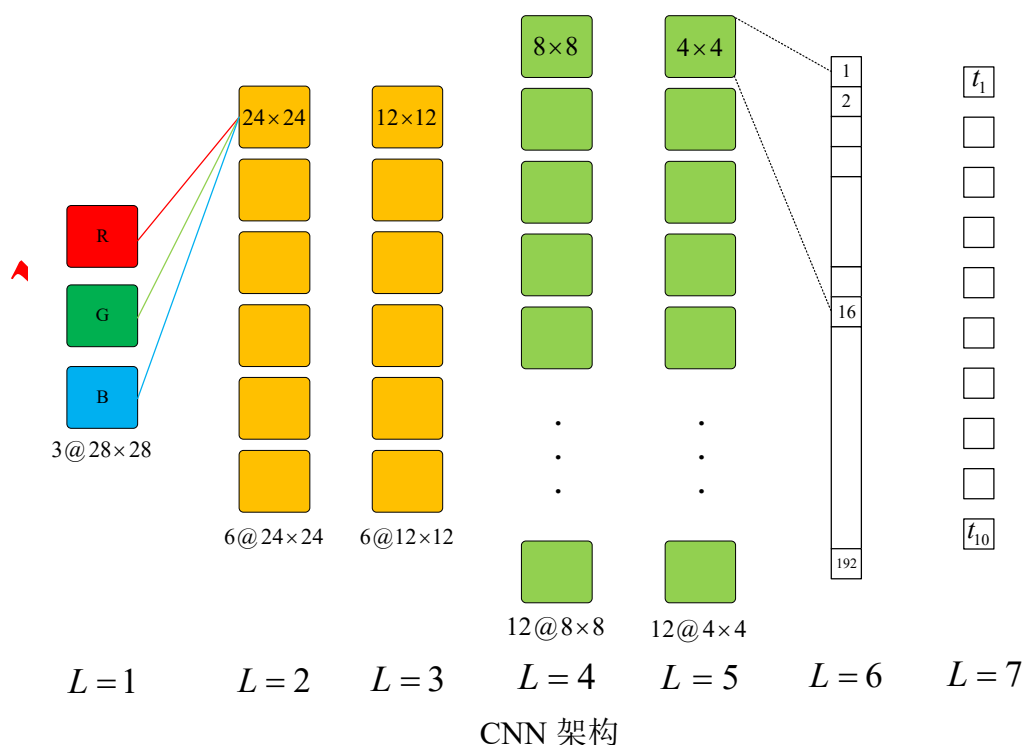 8×8
4×4
1
2
t₁
24×24
12×12
R
G
16
B
3@28×28
6@24×24
6@12×12
t₁₀
192
12@8×8
12@4×4
L=1
L=2
L=3
L=4
L=5
L=6
L=7
CNN 架构